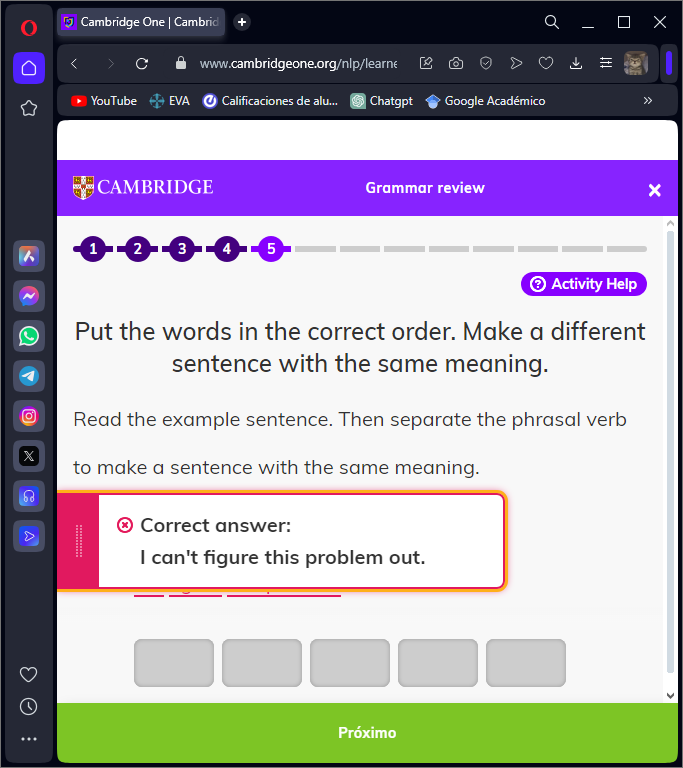 Cambridge One | Cambrid
www.cambridgeone.org/nlp/learne
YouTube EVA Calificaciones de alu... Chatgpt Google Académico »
CAMBRIDGE Grammar review
1 2 3 4 5
Activity Help
Put the words in the correct order. Make a different
sentence with the same meaning.
Read the example sentence. Then separate the phrasal verb
to make a sentence with the same meaning.
Correct answer:
I can't figure this problem out.
Próximo